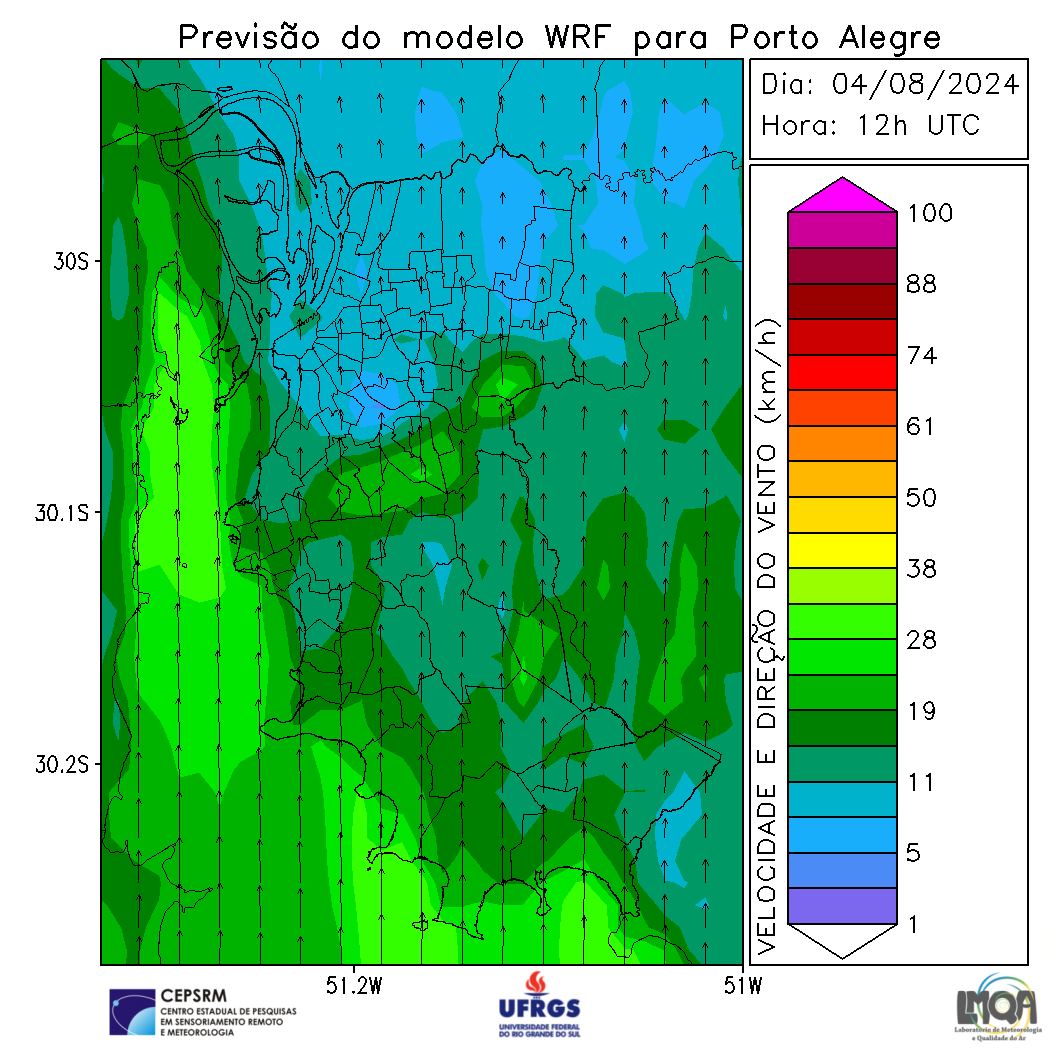 Previsão do modelo WRF para Porto Alegre
Dia: 04/08/2024
Hora: 12h UTC
30S
30.1S
30.2S
51.2W
51W
VELOCIDADE E DIREÇÃO DO VENTO (km/h)
100
88
74
61
50
38
28
19
11
5
1
CEPSRM
CENTRO ESTADUAL DE PESQUISAS
EM SENSORIAMENTO REMOTO
E METEOROLOGIA
UFRGS
UNIVERSIDADE FEDERAL
DO RIO GRANDE DO SUL
LMQA
Laboratório de Meteorologia
e Qualidade do Ar